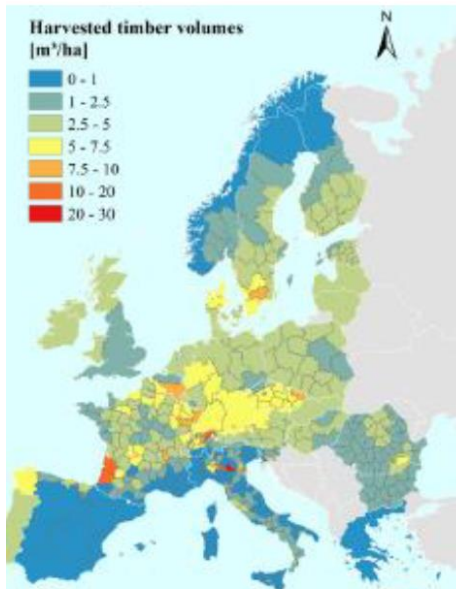 Harvested timber volumes
[m³/ha]
N
0 - 1
1 - 2.5
2.5 - 5
5 - 7.5
7.5 - 10
10 - 20
20 - 30